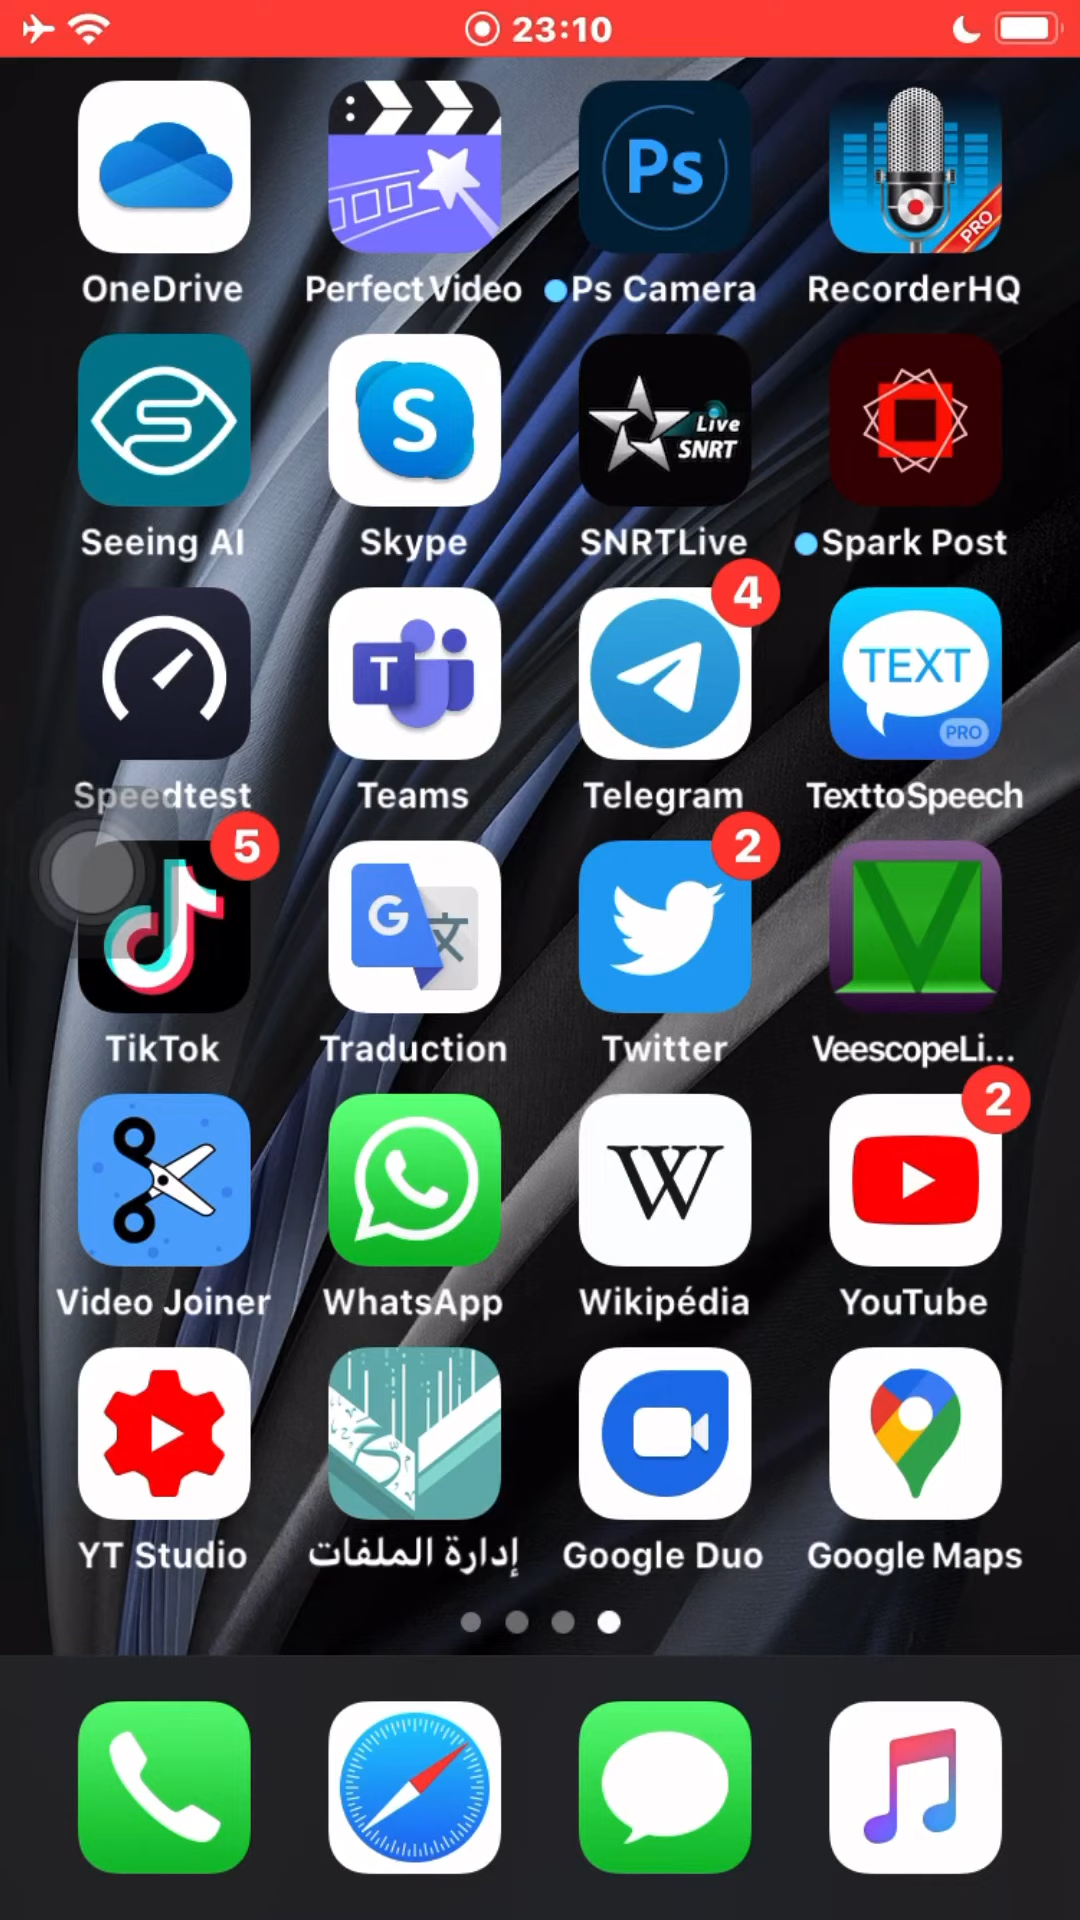 23:10
Ps
PRO
OneDrive
Perfect Video
Ps Camera
RecorderHQ
S
Live
SNRT
Seeing AI
Skype
SNRTLive
Spark Post
4
T
TEXT
PRO
Speedtest
Teams
Telegram
TexttoSpeech
5
2
G
文
V
TikTok
Traduction
Twitter
VeescopeLi...
2
W
Video Joiner
WhatsApp
Wikipédia
YouTube
YT Studio
إدارة الملفات
Google Duo
Google Maps